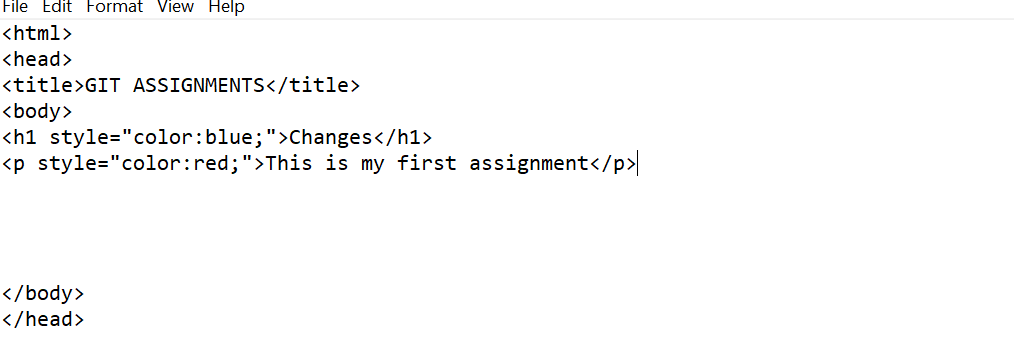 File Edit Format View Help
<html>
<head>
<title>GIT ASSIGNMENTS</title>
<body>
<h1 style="color:blue;">Changes</h1>
<p style="color:red;">This is my first assignment</p>
</body>
</head>